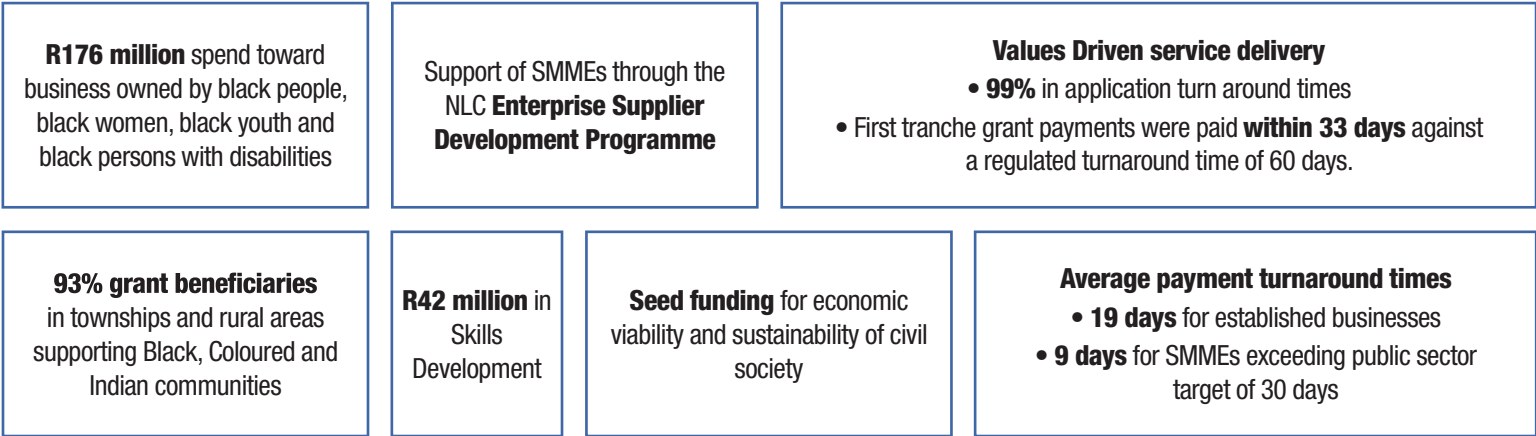 R176 million spend toward
business owned by black people,
black women, black youth and
black persons with disabilities
Support of SMMEs through the
NLC Enterprise Supplier
Development Programme
Values Driven service delivery
• 99% in application turn around times
• First tranche grant payments were paid within 33 days against
a regulated turnaround time of 60 days.
93% grant beneficiaries
in townships and rural areas
supporting Black, Coloured and
Indian communities
R42 million in
Skills
Development
Seed funding for economic
viability and sustainability of civil
society
Average payment turnaround times
• 19 days for established businesses
• 9 days for SMMEs exceeding public sector
target of 30 days